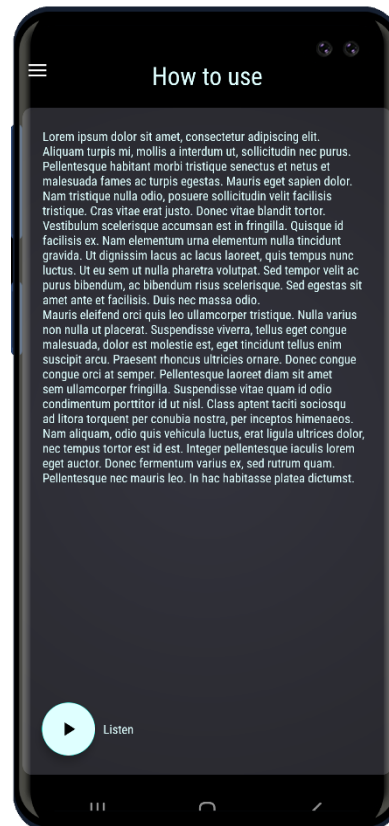 How to use
Lorem ipsum dolor sit amet, consectetur adipiscing elit.
Aliquam turpis mi, mollis a interdum ut, sollicitudin nec purus.
Pellentesque habitant morbi tristique senectus et netus et
malesuada fames ac turpis egestas. Mauris eget sapien dolor.
Nam tristique nulla odio, posuere sollicitudin velit facilisis
tristique. Cras vitae erat justo. Donec vitae blandit tortor.
Vestibulum scelerisque accumsan est in fringilla. Quisque id
facilisis ex. Nam elementum urna elementum nulla tincidunt
gravida. Ut dignissim lacus ac lacus laoreet, quis tempus nunc
luctus. Ut eu sem ut nulla pharetra volutpat. Sed tempor velit ac
purus bibendum, ac bibendum risus scelerisque. Sed egestas sit
amet ante et facilisis. Duis nec massa odio.
Mauris eleifend orci quis leo ullamcorper tristique. Nulla varius
non nulla ut placerat. Suspendisse viverra, tellus eget congue
malesuada, dolor est molestie est, eget tincidunt tellus enim
suscipit arcu. Praesent rhoncus ultricies ornare. Donec congue
congue orci at semper. Pellentesque laoreet diam sit amet
sem ullamcorper fringilla. Suspendisse vitae quam id odio
condimentum porttitor id ut nisl. Class aptent taciti sociosqu
ad litora torquent per conubia nostra, per inceptos himenaeos.
Nam aliquam, odio quis vehicula luctus, erat ligula ultrices dolor,
nec tempus tortor est id est. Integer pellentesque iaculis lorem
eget auctor. Donec fermentum varius ex, sed rutrum quam.
Pellentesque nec mauris leo. In hac habitasse platea dictumst.
Listen